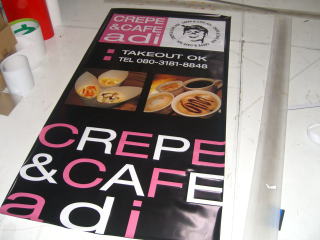 CREPE
&CAFE
adi
TAKEOUT OK
TEL 080-3181-8848
CREPE
&CAFE
adi